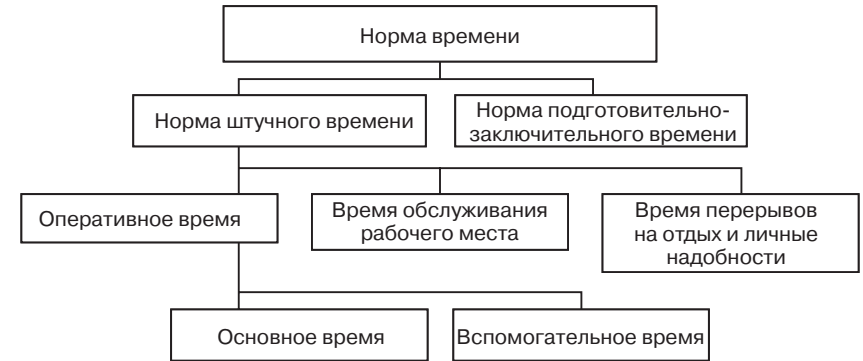 Норма времени
Норма штучного времени
Норма подготовительно-
заключительного времени
Оперативное время
Время обслуживания
рабочего места
Время перерывов
на отдых и личные
надобности
Основное время
Вспомогательное время